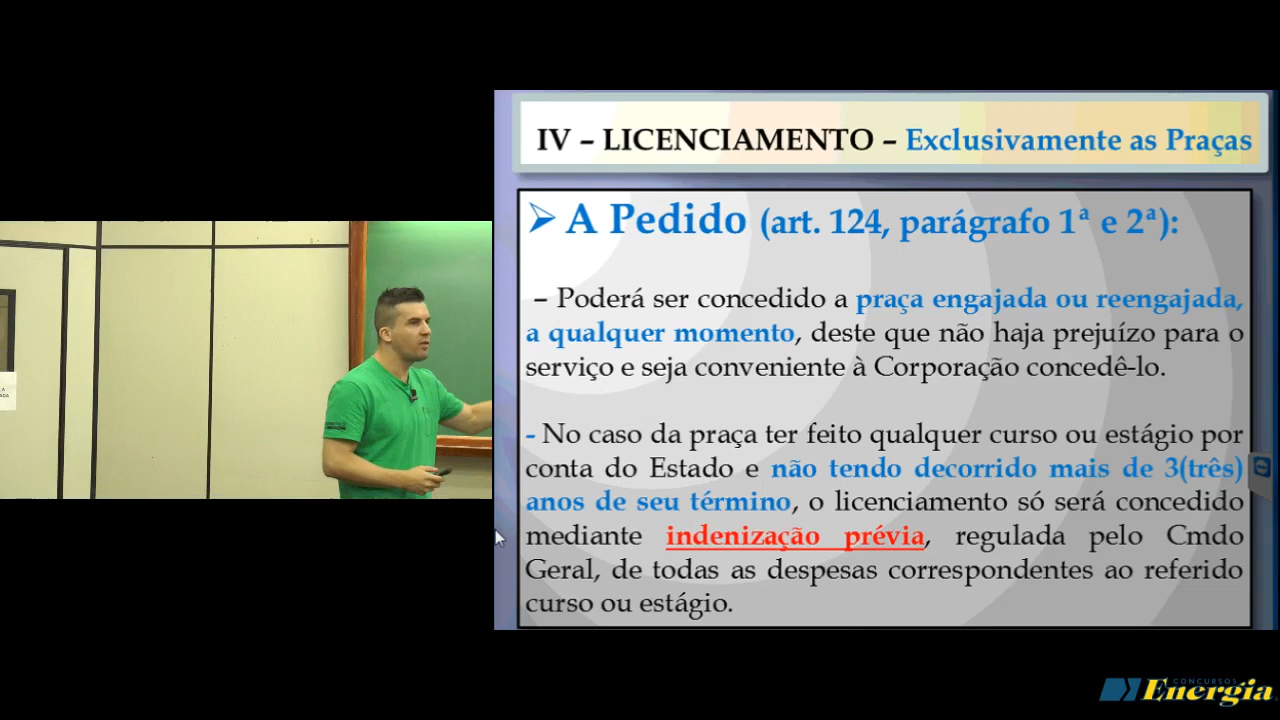 IV – LICENCIAMENTO – Exclusivamente as Praças
➢ A Pedido (art. 124, parágrafo 1ª e 2ª):
– Poderá ser concedido a praça engajada ou reengajada,
a qualquer momento, deste que não haja prejuízo para o
serviço e seja conveniente à Corporação concedê-lo.
- No caso da praça ter feito qualquer curso ou estágio por
conta do Estado e não tendo decorrido mais de 3(três)
anos de seu término, o licenciamento só será concedido
mediante indenização prévia, regulada pelo Cmdo
Geral, de todas as despesas correspondentes ao referido
curso ou estágio.
CONCURSOS
Energia